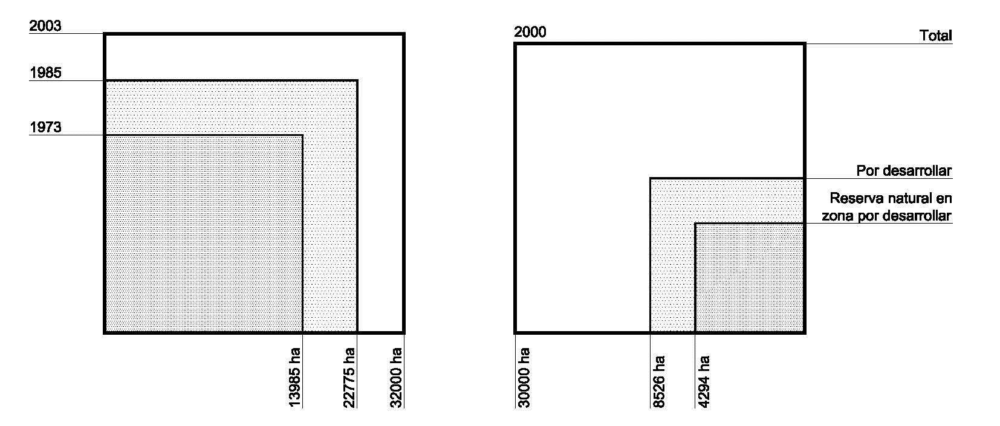 2003
1985
1973
13985 ha
22775 ha
32000 ha
2000
Total
Por desarrollar
Reserva natural en
zona por desarrollar
30000 ha
8526 ha
4294 ha